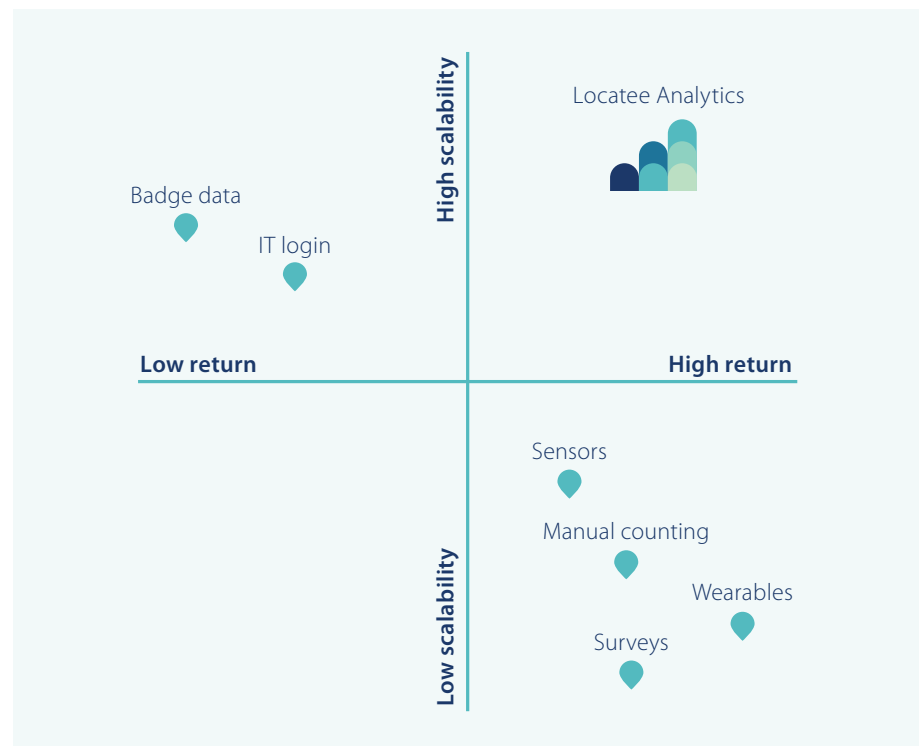 High scalability
Locatee Analytics
Badge data
IT login
Low return
High return
Sensors
Manual counting
Low scalability
Wearables
Surveys